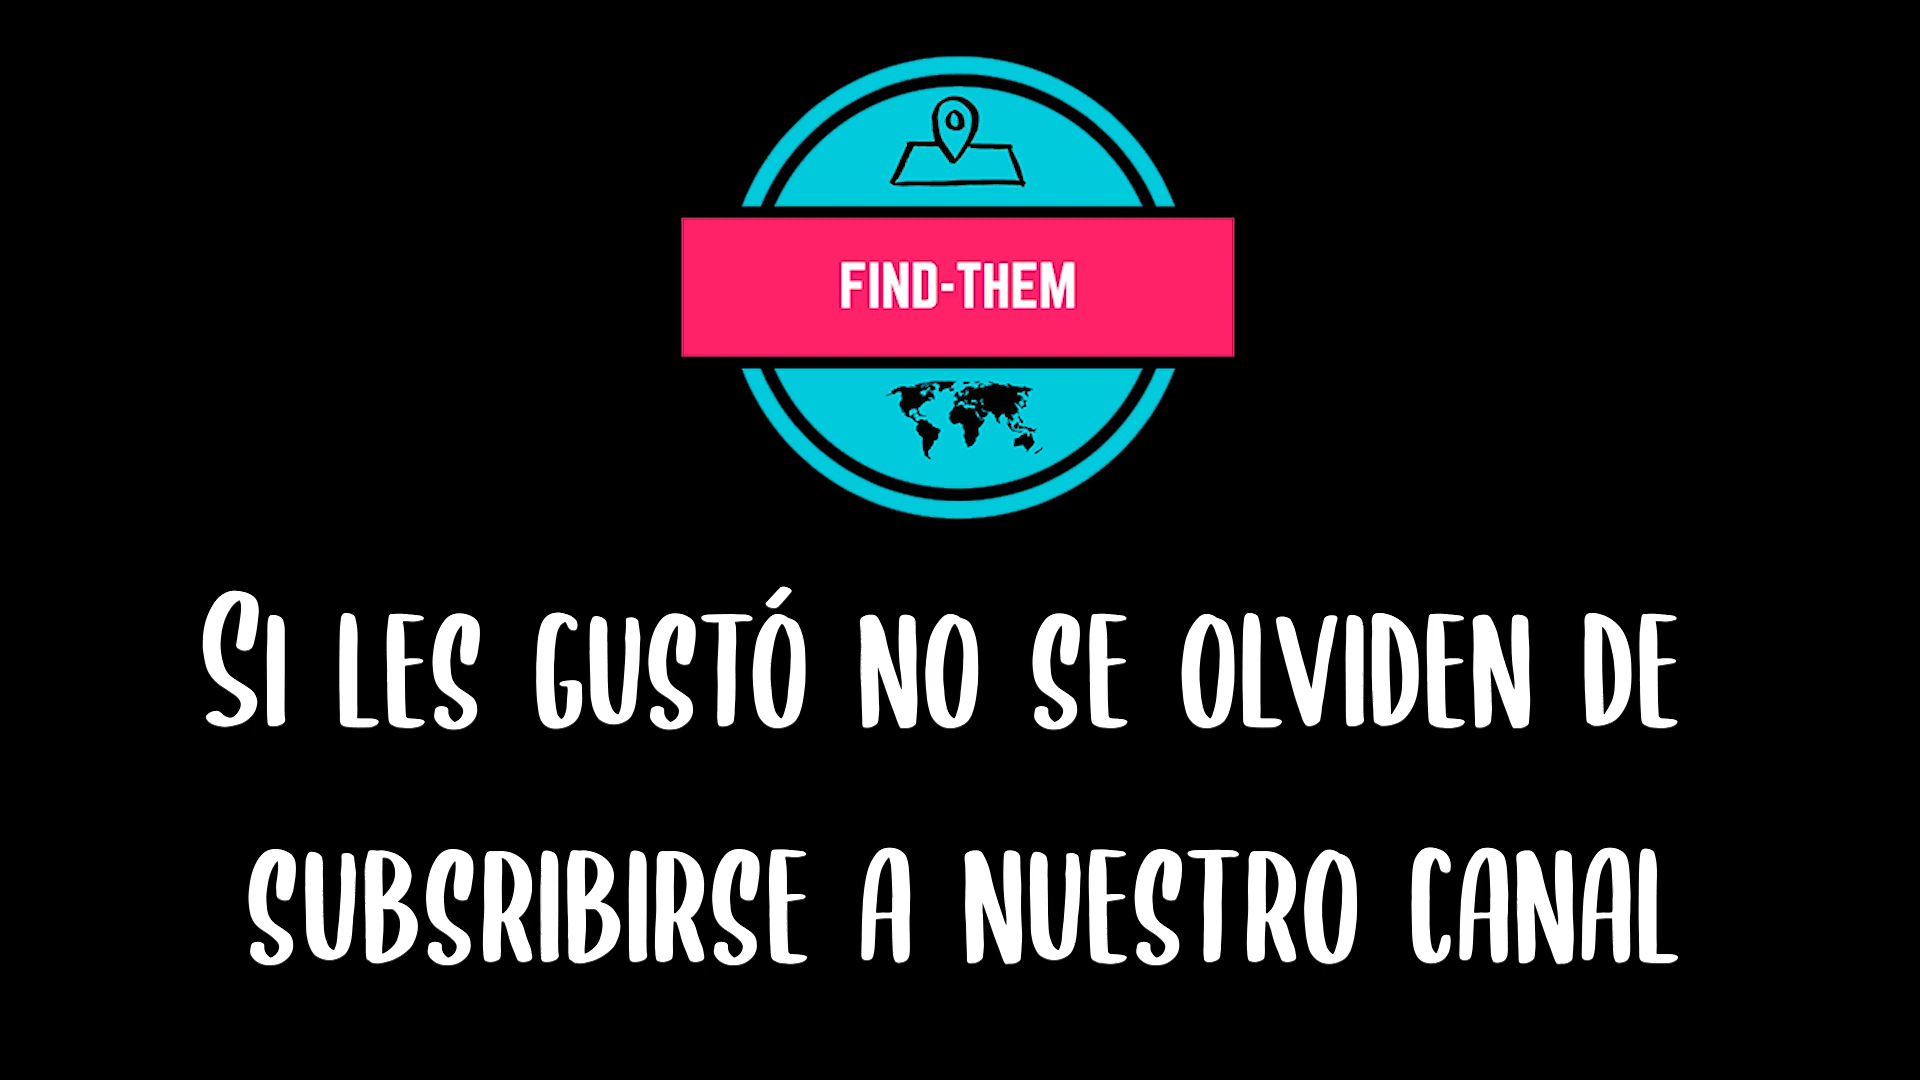 FIND-THEM
Si les gustó no se olviden de
subsribirse a nuestro canal